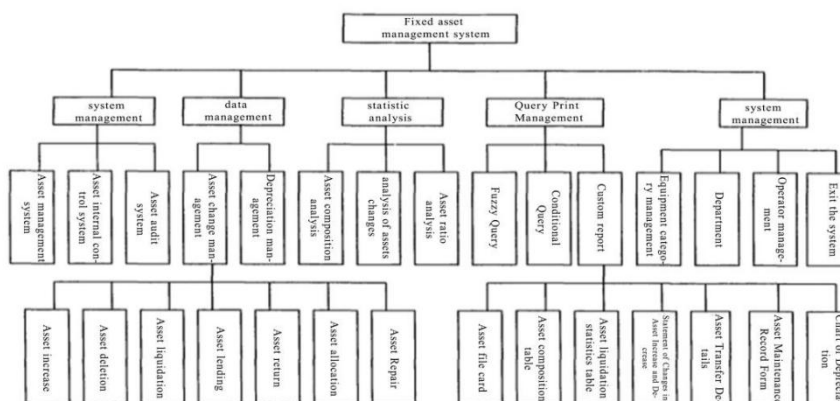 Fixed asset
management system
system
management
data
management
statistic
analysis
Query Print
Management
system
management
Asset management
system
Asset internal con-
trol system
Asset audit
system
Asset change man-
agement
Depreciation man-
agement
Asset composition
analysis
analysis of assets
changes
Asset ratio
analysis
Fuzzy Query
Conditional
Query
Custom report
Equipment catego-
ry management
Department
Operator manage-
ment
Exit the system
Asset increase
Asset deletion
Asset liquidation
Asset lending
Asset return
Asset allocation
Asset Repair
Asset file card
Asset composition
table
Asset liquidation
statistics table
Statement of Changes in
Asset Increase and De-
crease
Asset Transfer De-
tails
Asset Maintenance
Record Form
Chart of Deprec
tion